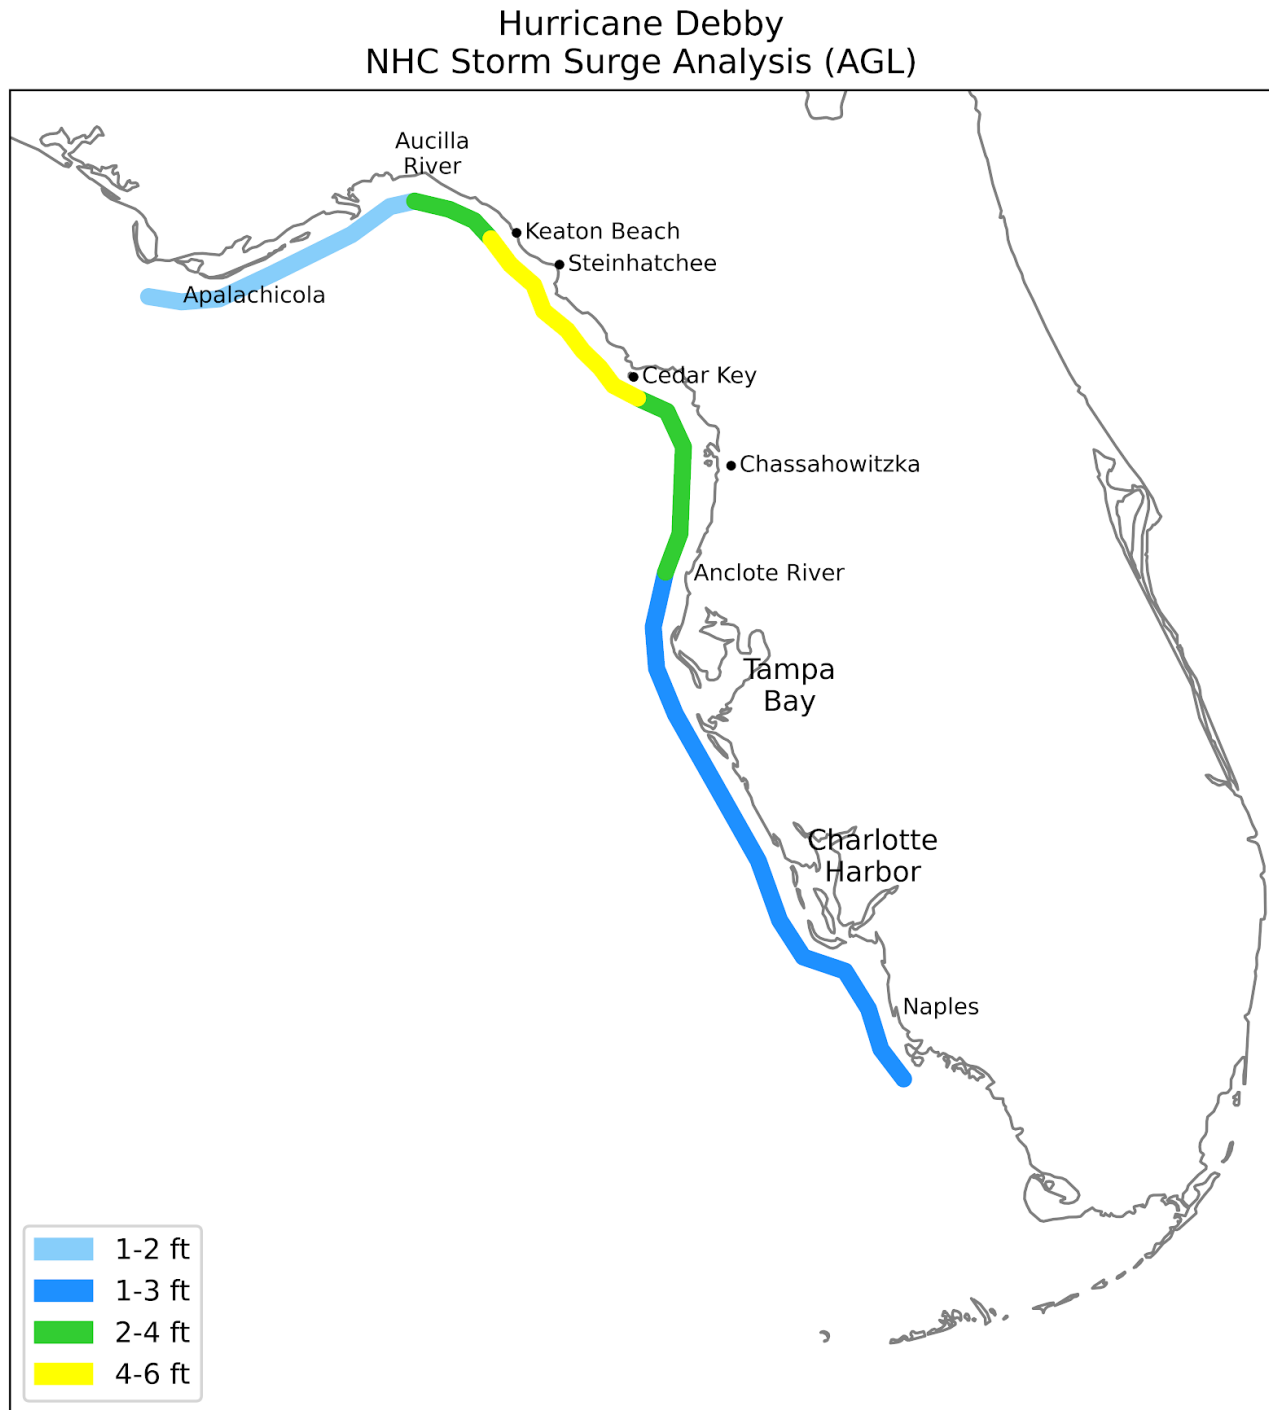 Hurricane Debby
NHC Storm Surge Analysis (AGL)
Aucilla
River
Keaton Beach
Steinhatchee
Apalachicola
Cedar Key
Chassahowitzka
Anclote River
Tampa
Bay
Charlotte
Harbor
Naples
1-2 ft
1-3 ft
2-4 ft
4-6 ft